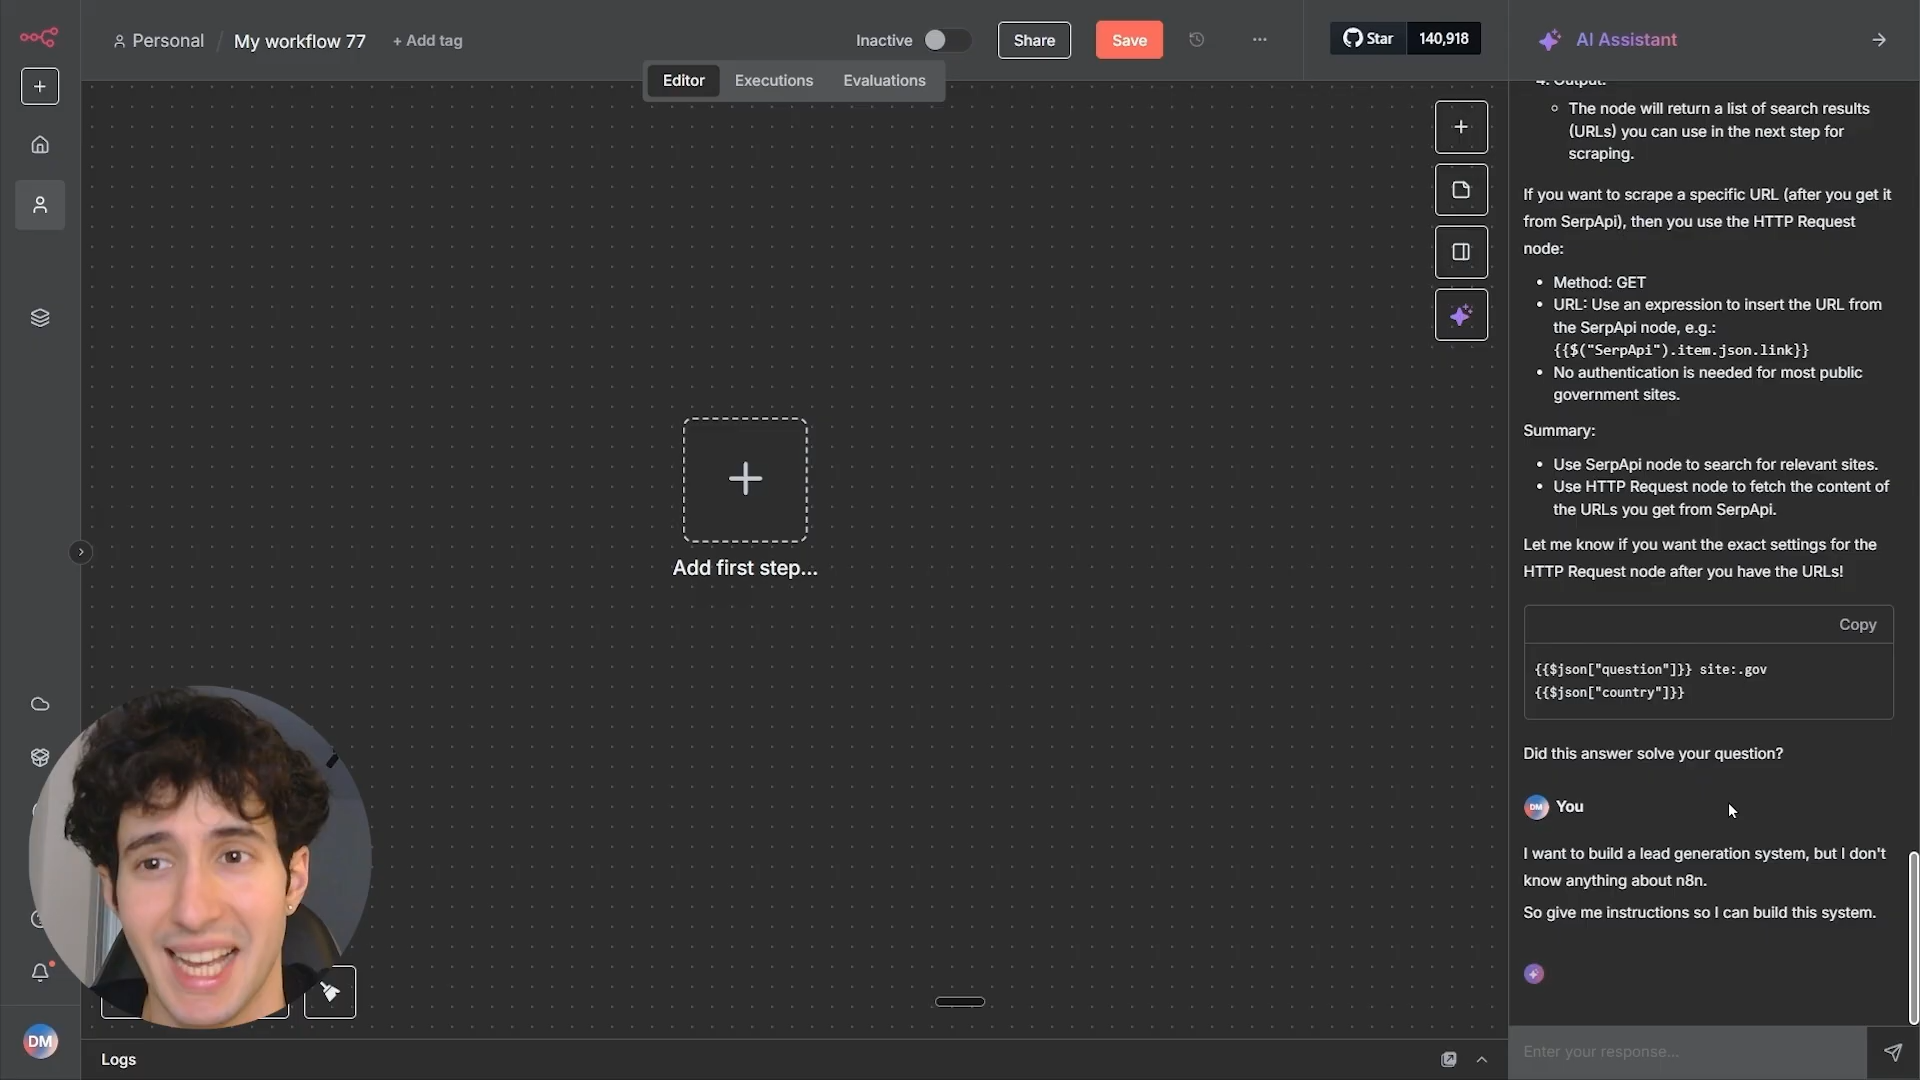 Personal / My workflow 77 + Add tag
Inactive
Share
Save
Star 140,918
Editor Executions Evaluations
Add first step...
Logs
DM
AI Assistant
4. Output:
The node will return a list of search results
(URLs) you can use in the next step for
scraping.
If you want to scrape a specific URL (after you get it
from SerpApi), then you use the HTTP Request
node:
• Method: GET
• URL: Use an expression to insert the URL from
the SerpApi node, e.g.:
{{$("SerpApi").item.json.link}}
• No authentication is needed for most public
government sites.
Summary:
• Use SerpApi node to search for relevant sites.
• Use HTTP Request node to fetch the content of
the URLs you get from SerpApi.
Let me know if you want the exact settings for the
HTTP Request node after you have the URLs!
Copy
{{$json["question"]}} site:.gov
{{$json["country"]}}
Did this answer solve your question?
DM You
I want to build a lead generation system, but I don't
know anything about n8n.
So give me instructions so I can build this system.
Enter your response...